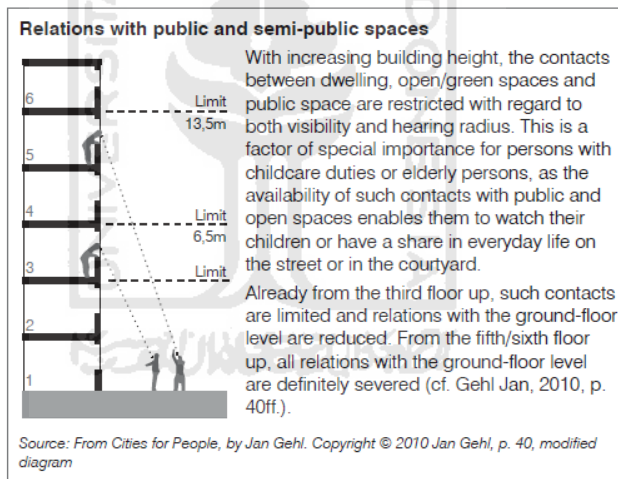 Relations with public and semi-public spaces
6
Limit
13,5m
5
4
Limit
6,5m
3
Limit
2
1
With increasing building height, the contacts
between dwelling, open/green spaces and
public space are restricted with regard to
both visibility and hearing radius. This is a
factor of special importance for persons with
childcare duties or elderly persons, as the
availability of such contacts with public and
open spaces enables them to watch their
children or have a share in everyday life on
the street or in the courtyard.
Already from the third floor up, such contacts
are limited and relations with the ground-floor
level are reduced. From the fifth/sixth floor
up, all relations with the ground-floor level
are definitely severed (cf. Gehl Jan, 2010, p.
40ff.).
Source: From Cities for People, by Jan Gehl. Copyright © 2010 Jan Gehl, p. 40, modified
diagram